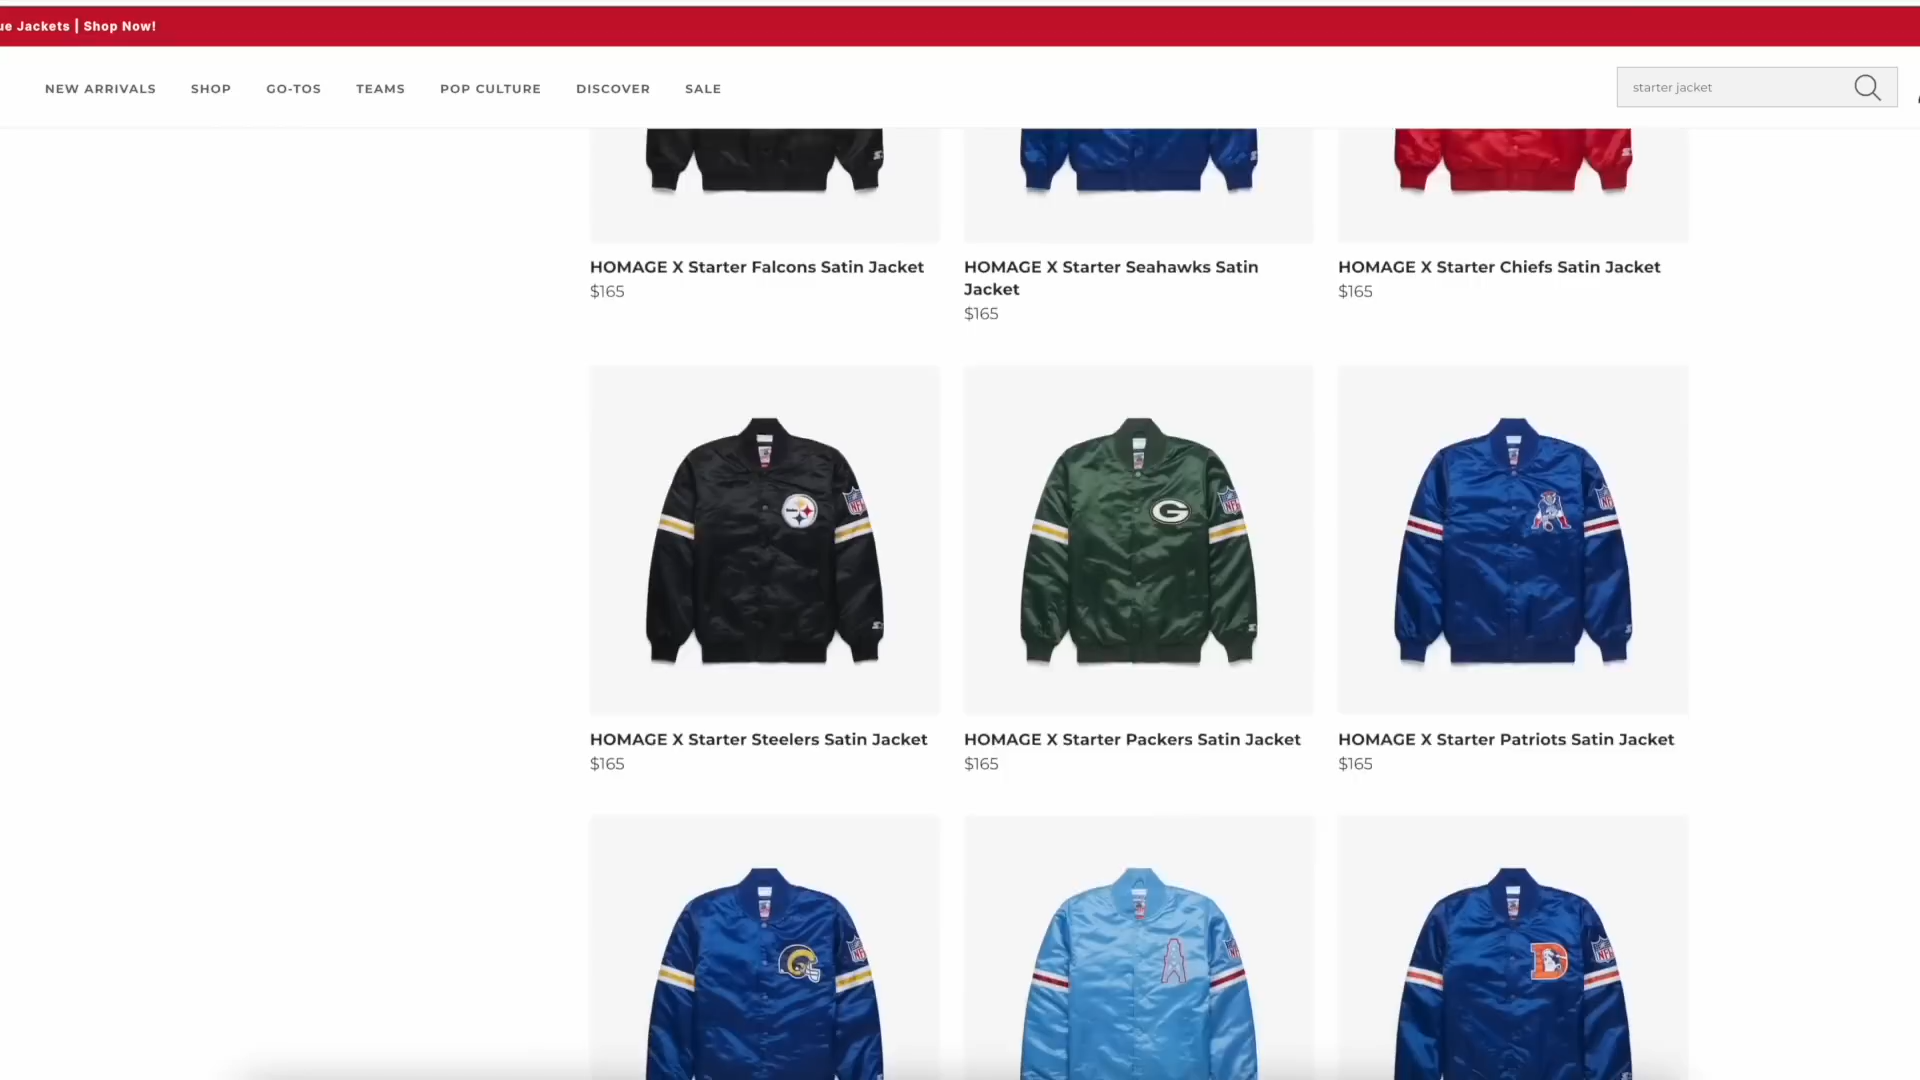 ue Jackets | Shop Now!
NEW ARRIVALS SHOP GO-TOS TEAMS POP CULTURE DISCOVER SALE
starter jacket
HOMAGE X Starter Falcons Satin Jacket
$165
HOMAGE X Starter Seahawks Satin
Jacket
$165
HOMAGE X Starter Chiefs Satin Jacket
$165
HOMAGE X Starter Steelers Satin Jacket
$165
HOMAGE X Starter Packers Satin Jacket
$165
HOMAGE X Starter Patriots Satin Jacket
$165